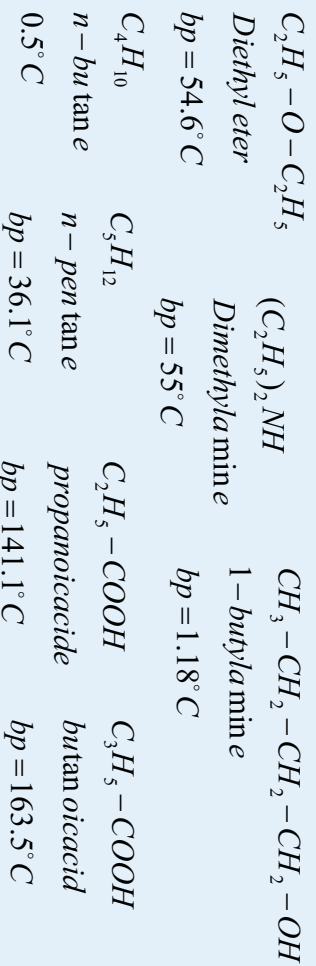 C₂H₅ – O – C₂H₅
Diethyl eter
bp = 54.6°C
(C₂H₅)₂ NH
Dimethylamine
bp = 55°C
CH₃ – CH₂ – CH₂ – CH₂ – OH
1 – butylamine
bp = 1.18°C
C₄H₁₀
n – butane
0.5°C
C₅H₁₂
n – pentane
bp = 36.1°C
C₂H₅ – COOH
propanoicacide
bp = 141.1°C
C₃H₅ – COOH
butanoicacid
bp = 163.5°C